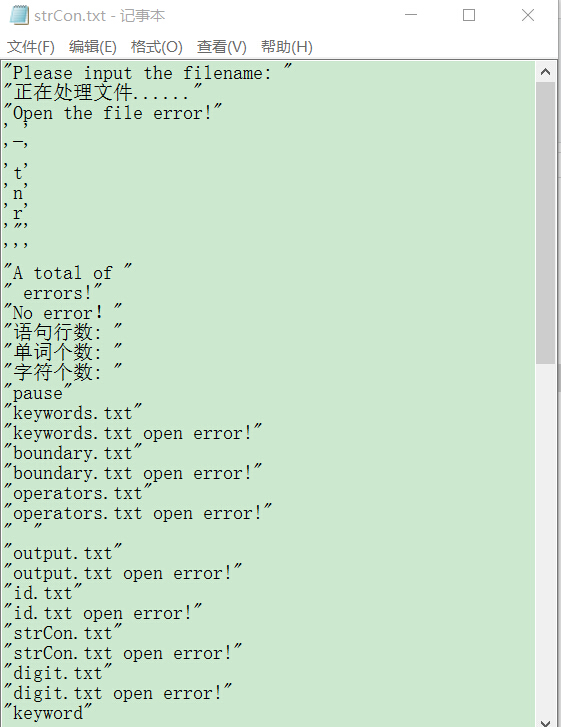 strCon.txt - 记事本
文件(F) 编辑(E) 格式(O) 查看(V) 帮助(H)
"Please input the filename: "
"正在处理文件......"
"Open the file error!"
' '
'_'
' '
't'
'n'
'r'
'"'
'''
"A total of "
" errors!"
"No error! "
"语句行数: "
"单词个数: "
"字符个数: "
"pause"
"keywords.txt"
"keywords.txt open error!"
"boundary.txt"
"boundary.txt open error!"
"operators.txt"
"operators.txt open error!"
"  "
"output.txt"
"output.txt open error!"
"id.txt"
"id.txt open error!"
"strCon.txt"
"strCon.txt open error!"
"digit.txt"
"digit.txt open error!"
"keyword"